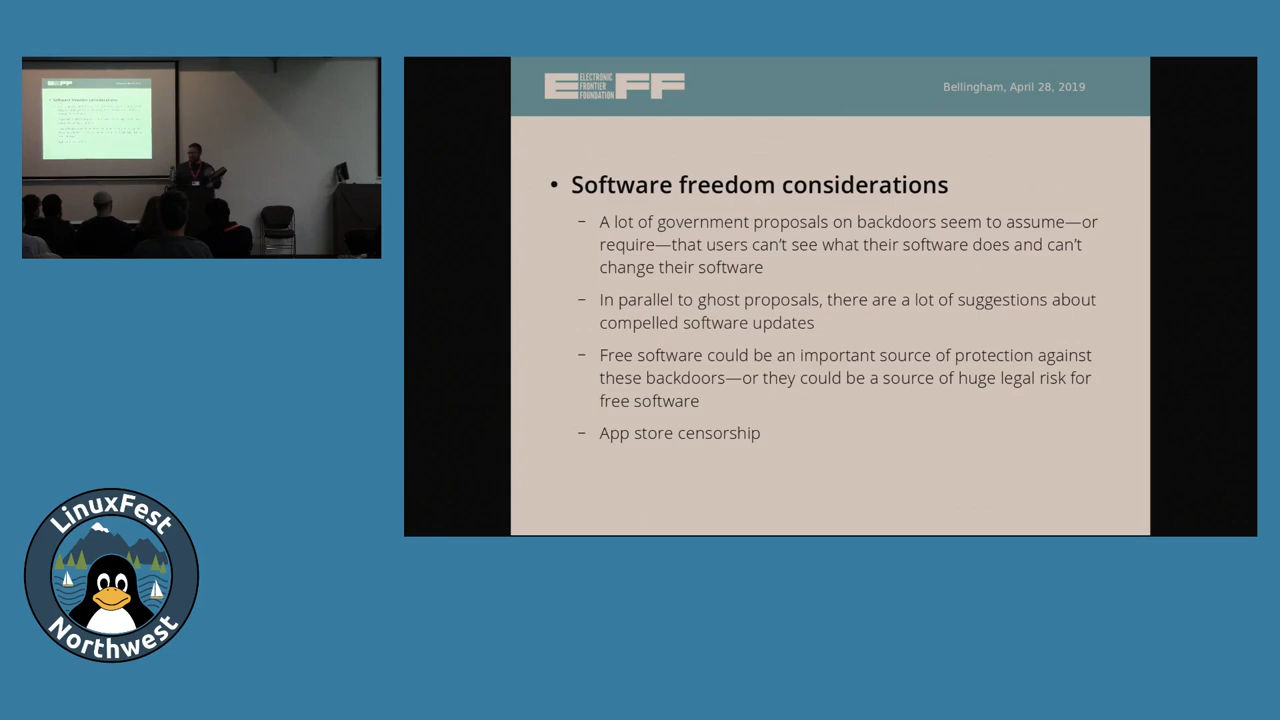 ELECTRONIC
FRONTIER
FOUNDATION
EFF
Bellingham, April 28, 2019
• Software freedom considerations
– A lot of government proposals on backdoors seem to assume—or
require—that users can’t see what their software does and can’t
change their software
– In parallel to ghost proposals, there are a lot of suggestions about
compelled software updates
– Free software could be an important source of protection against
these backdoors—or they could be a source of huge legal risk for
free software
– App store censorship
LinuxFest
Northwest